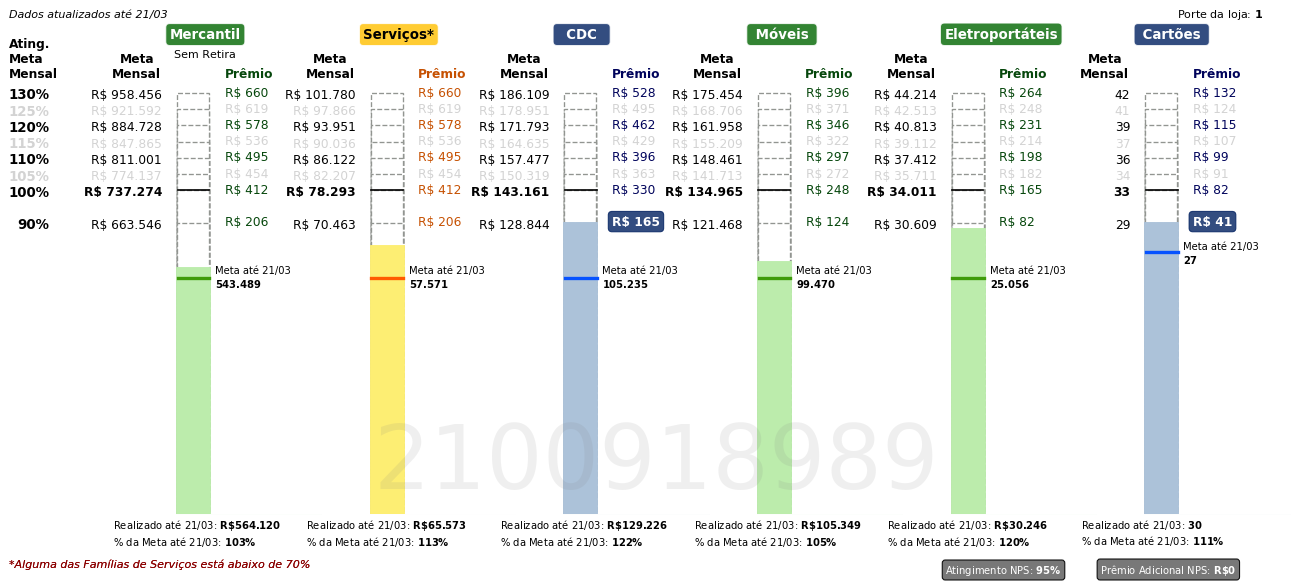 Dados atualizados até 21/03
Porte da loja: 1
Mercantil Serviços* CDC Móveis Eletroportáteis Cartões
Sem Retira
Ating. Meta Mensal
Meta Mensal Prêmio Meta Mensal Prêmio Meta Mensal Prêmio Meta Mensal Prêmio Meta Mensal Prêmio Meta Mensal Prêmio
130% R$ 958.456 R$ 660 R$ 101.780 R$ 660 R$ 186.109 R$ 528 R$ 175.454 R$ 396 R$ 44.214 R$ 264 42 R$ 132
125% R$ 921.592 R$ 619 R$ 97.866 R$ 619 R$ 178.951 R$ 495 R$ 168.706 R$ 371 R$ 42.513 R$ 248 41 R$ 124
120% R$ 884.728 R$ 578 R$ 93.951 R$ 578 R$ 171.793 R$ 462 R$ 161.958 R$ 346 R$ 40.813 R$ 231 39 R$ 115
115% R$ 847.865 R$ 536 R$ 90.036 R$ 536 R$ 164.635 R$ 429 R$ 155.209 R$ 322 R$ 39.112 R$ 214 37 R$ 107
110% R$ 811.001 R$ 495 R$ 86.122 R$ 495 R$ 157.477 R$ 396 R$ 148.461 R$ 297 R$ 37.412 R$ 198 36 R$ 99
105% R$ 774.137 R$ 454 R$ 82.207 R$ 454 R$ 150.319 R$ 363 R$ 141.713 R$ 272 R$ 35.711 R$ 182 34 R$ 91
100% R$ 737.274 R$ 412 R$ 78.293 R$ 412 R$ 143.161 R$ 330 R$ 134.965 R$ 248 R$ 34.011 R$ 165 33 R$ 82
90% R$ 663.546 R$ 206 R$ 70.463 R$ 206 R$ 128.844 R$ 165 R$ 121.468 R$ 124 R$ 30.609 R$ 82 29 R$ 41
Meta até 21/03
27
Meta até 21/03 Meta até 21/03 Meta até 21/03 Meta até 21/03 Meta até 21/03
543.489 57.571 105.235 99.470 25.056
2100918989
Realizado até 21/03: R$564.120 Realizado até 21/03: R$65.573 Realizado até 21/03: R$129.226 Realizado até 21/03: R$105.349 Realizado até 21/03: R$30.246 Realizado até 21/03: 30
% da Meta até 21/03: 103% % da Meta até 21/03: 113% % da Meta até 21/03: 122% % da Meta até 21/03: 105% % da Meta até 21/03: 120% % da Meta até 21/03: 111%
*Alguma das Famílias de Serviços está abaixo de 70%
Atingimento NPS: 95% Prêmio Adicional NPS: R$0